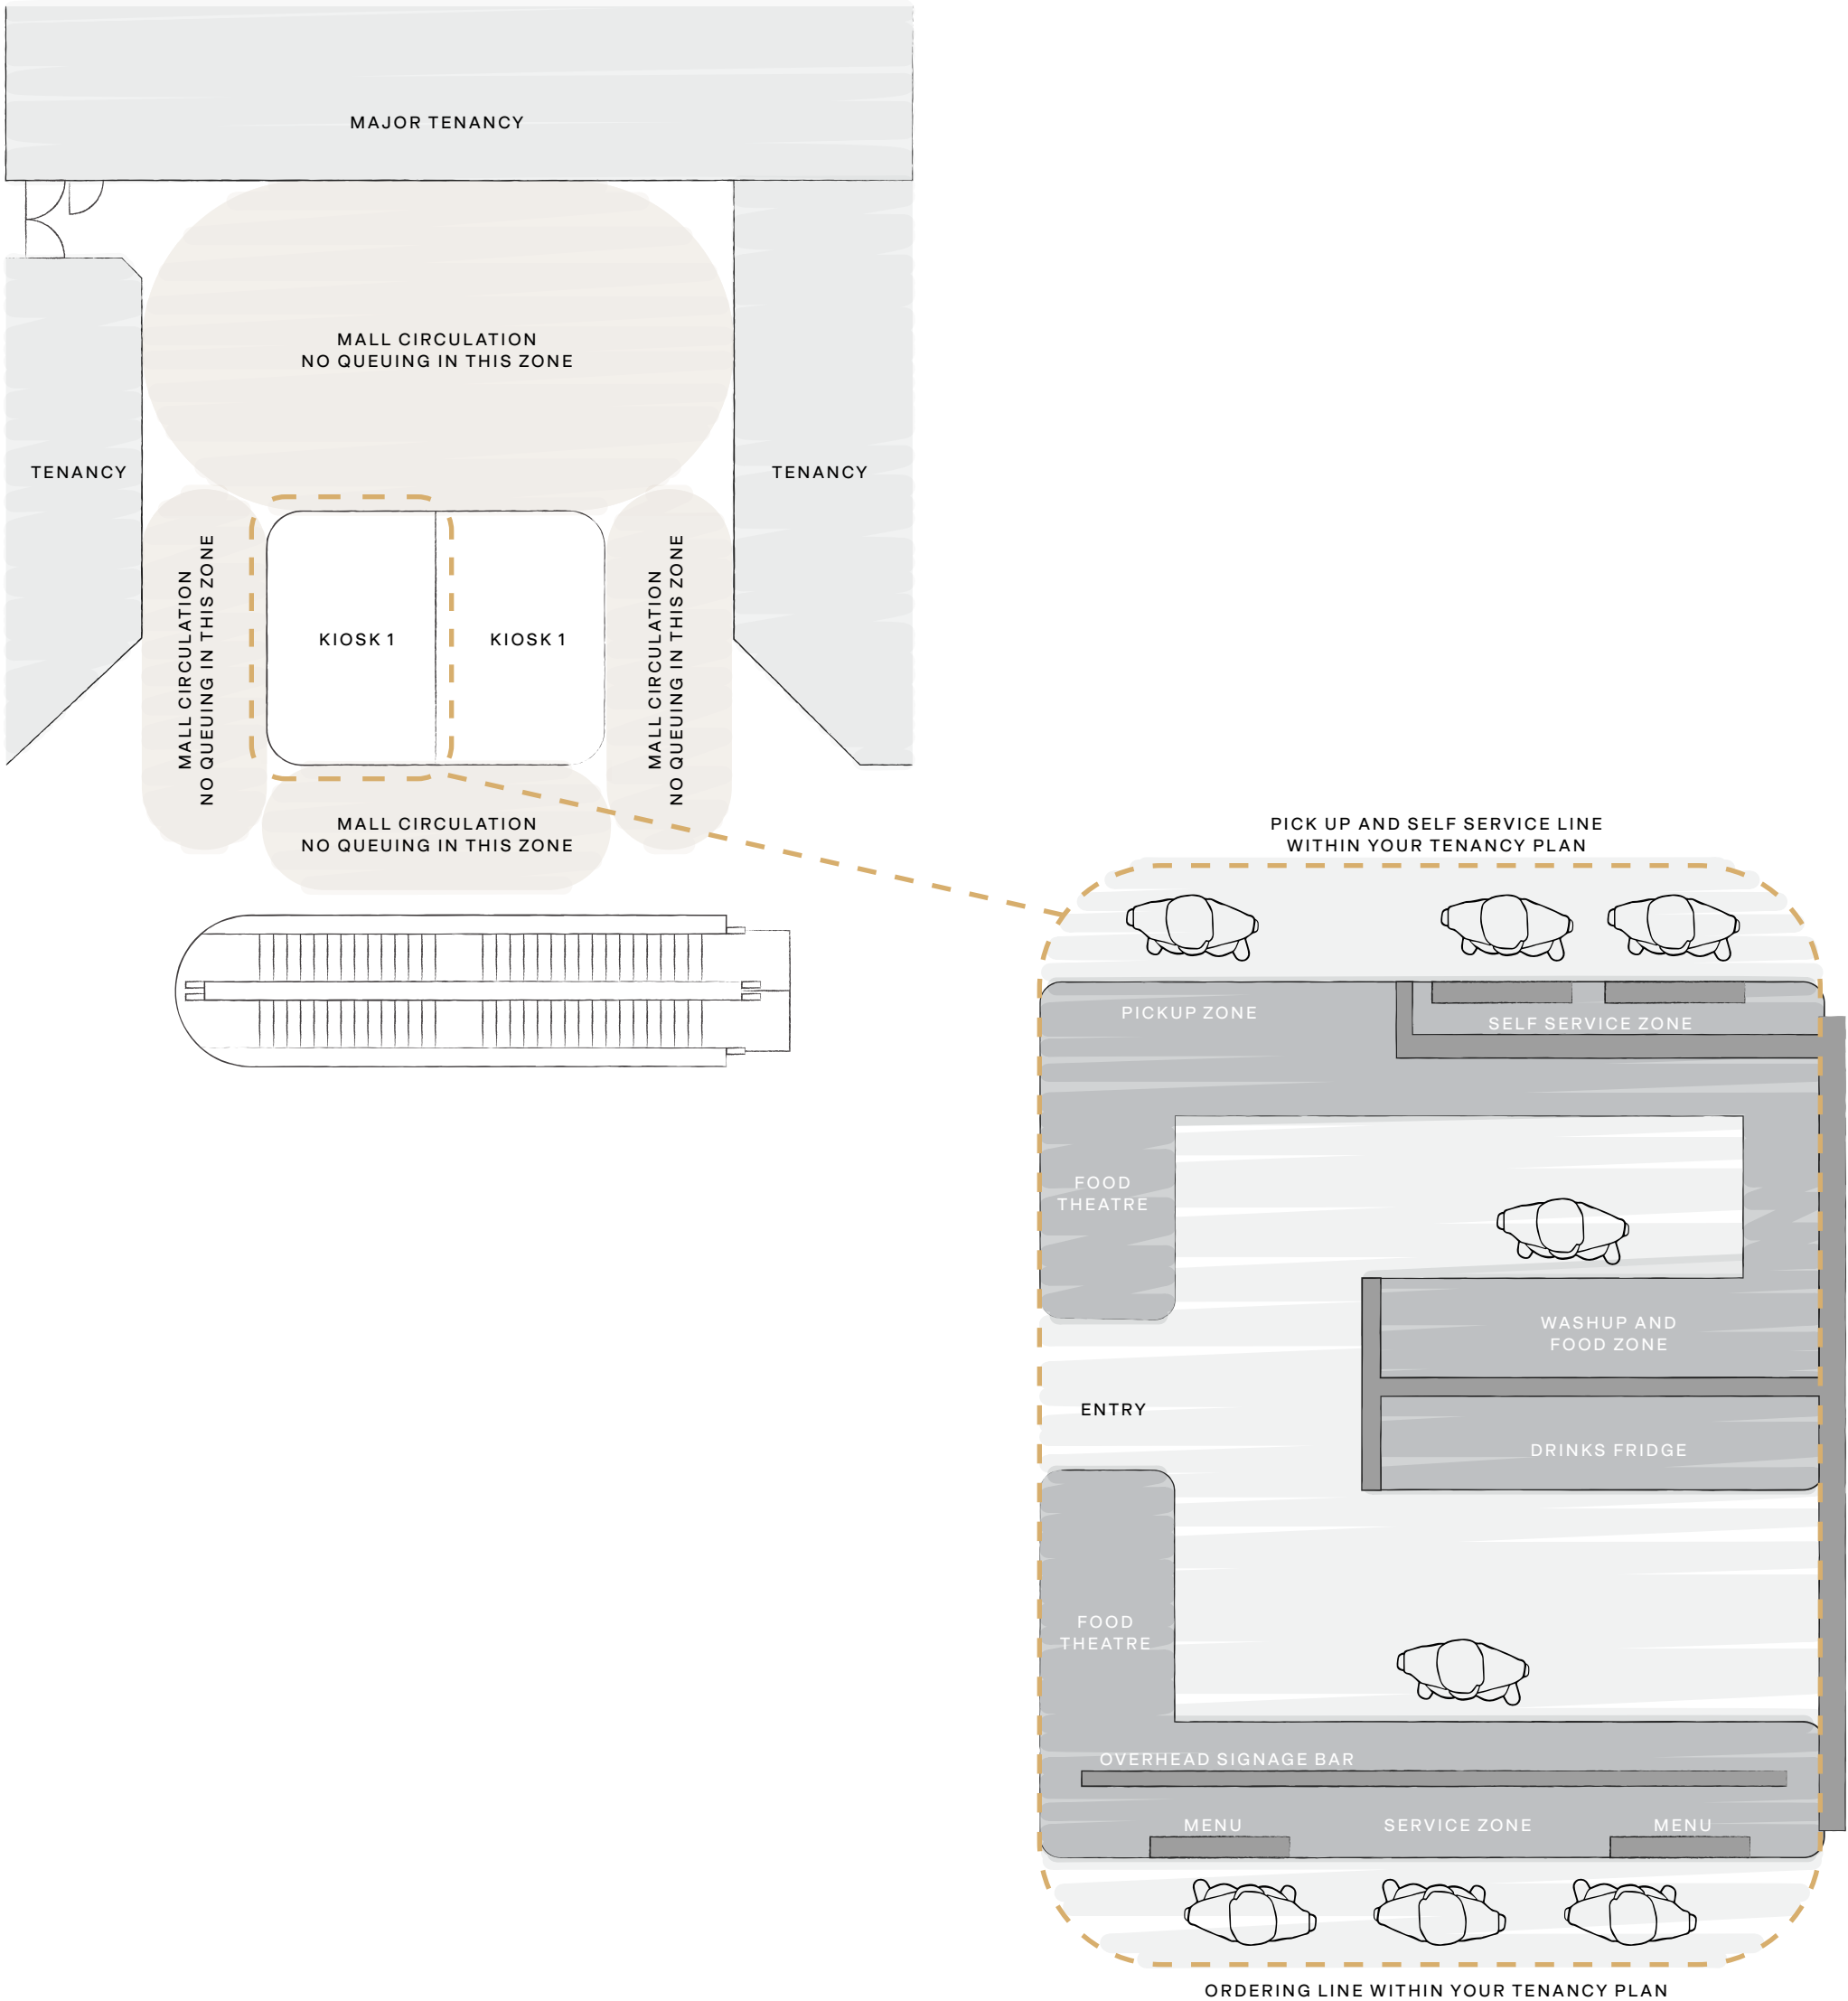 MAJOR TENANCY
MALL CIRCULATION
NO QUEUING IN THIS ZONE
TENANCY
TENANCY
MALL CIRCULATION
NO QUEUING IN THIS ZONE
KIOSK 1
KIOSK 1
MALL CIRCULATION
NO QUEUING IN THIS ZONE
MALL CIRCULATION
NO QUEUING IN THIS ZONE
PICK UP AND SELF SERVICE LINE
WITHIN YOUR TENANCY PLAN
PICKUP ZONE
SELF SERVICE ZONE
FOOD
THEATRE
WASHUP AND
FOOD ZONE
ENTRY
DRINKS FRIDGE
FOOD
THEATRE
OVERHEAD SIGNAGE BAR
MENU
SERVICE ZONE
MENU
ORDERING LINE WITHIN YOUR TENANCY PLAN